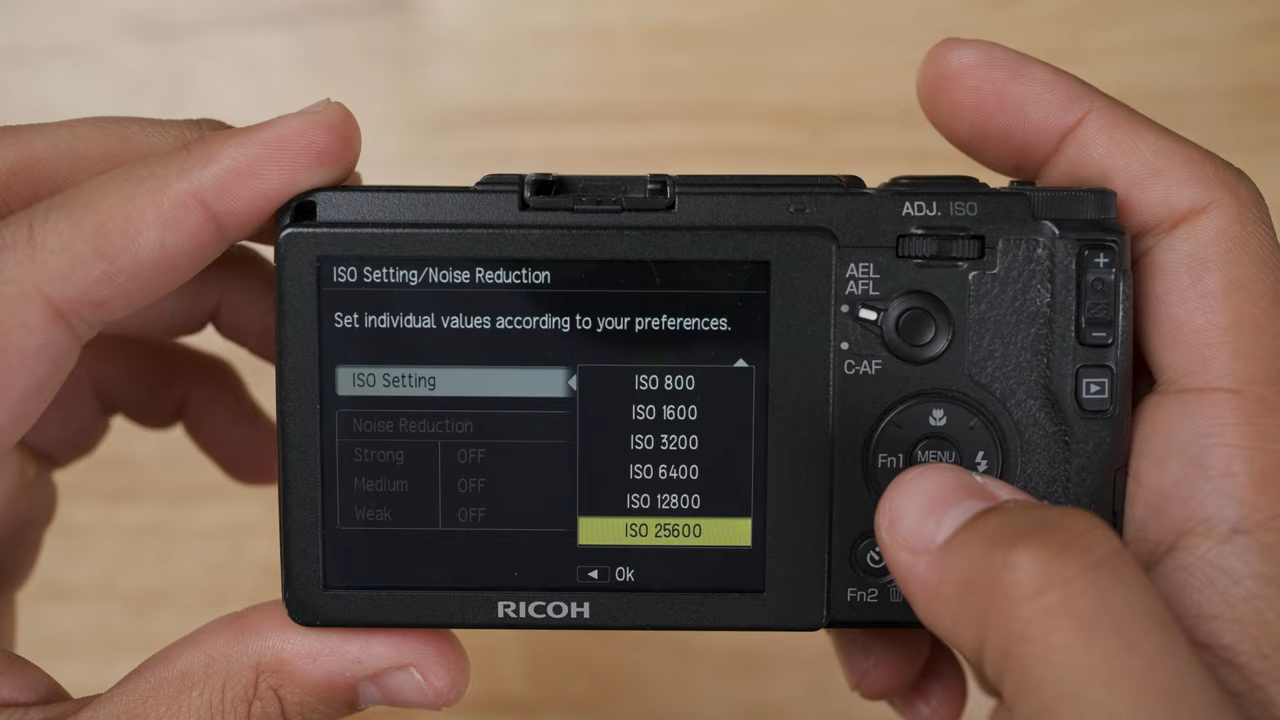 ADJ. ISO
ISO Setting/Noise Reduction
Set individual values according to your preferences.
ISO Setting
ISO 800
ISO 1600
ISO 3200
ISO 6400
ISO 12800
ISO 25600
Noise Reduction
Strong OFF
Medium OFF
Weak OFF
Ok
RICOH
AEL
AFL
C-AF
+
−
Fn1 MENU
Fn2